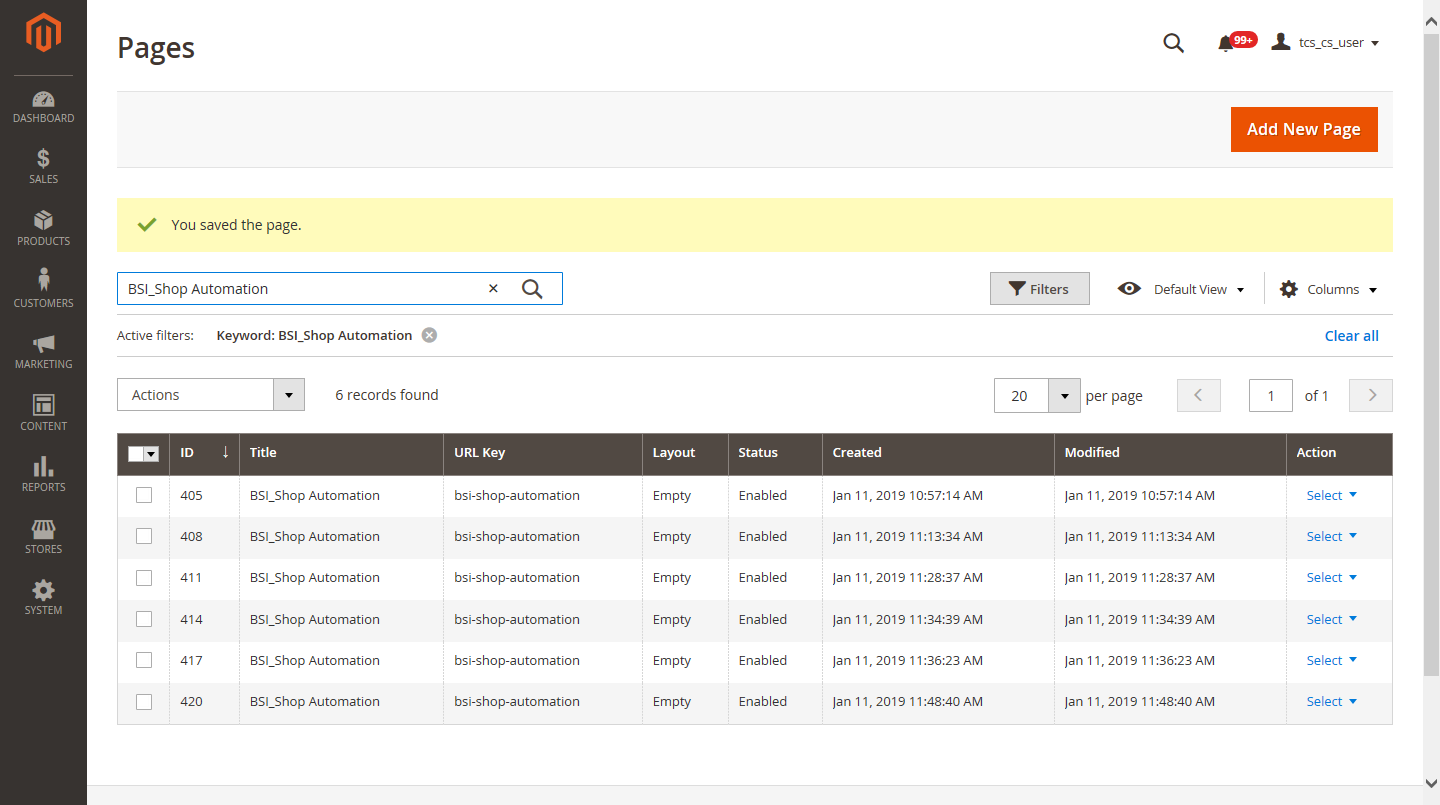 Pages
99+
tcs_cs_user
DASHBOARD
SALES
PRODUCTS
CUSTOMERS
MARKETING
CONTENT
REPORTS
STORES
SYSTEM
Add New Page
You saved the page.
BSI_Shop Automation
Filters
Default View
Columns
Active filters: Keyword: BSI_Shop Automation
Clear all
Actions
6 records found
20 per page
1 of 1
ID ↓ Title URL Key Layout Status Created Modified Action
405 BSI_Shop Automation bsi-shop-automation Empty Enabled Jan 11, 2019 10:57:14 AM Jan 11, 2019 10:57:14 AM Select
408 BSI_Shop Automation bsi-shop-automation Empty Enabled Jan 11, 2019 11:13:34 AM Jan 11, 2019 11:13:34 AM Select
411 BSI_Shop Automation bsi-shop-automation Empty Enabled Jan 11, 2019 11:28:37 AM Jan 11, 2019 11:28:37 AM Select
414 BSI_Shop Automation bsi-shop-automation Empty Enabled Jan 11, 2019 11:34:39 AM Jan 11, 2019 11:34:39 AM Select
417 BSI_Shop Automation bsi-shop-automation Empty Enabled Jan 11, 2019 11:36:23 AM Jan 11, 2019 11:36:23 AM Select
420 BSI_Shop Automation bsi-shop-automation Empty Enabled Jan 11, 2019 11:48:40 AM Jan 11, 2019 11:48:40 AM Select